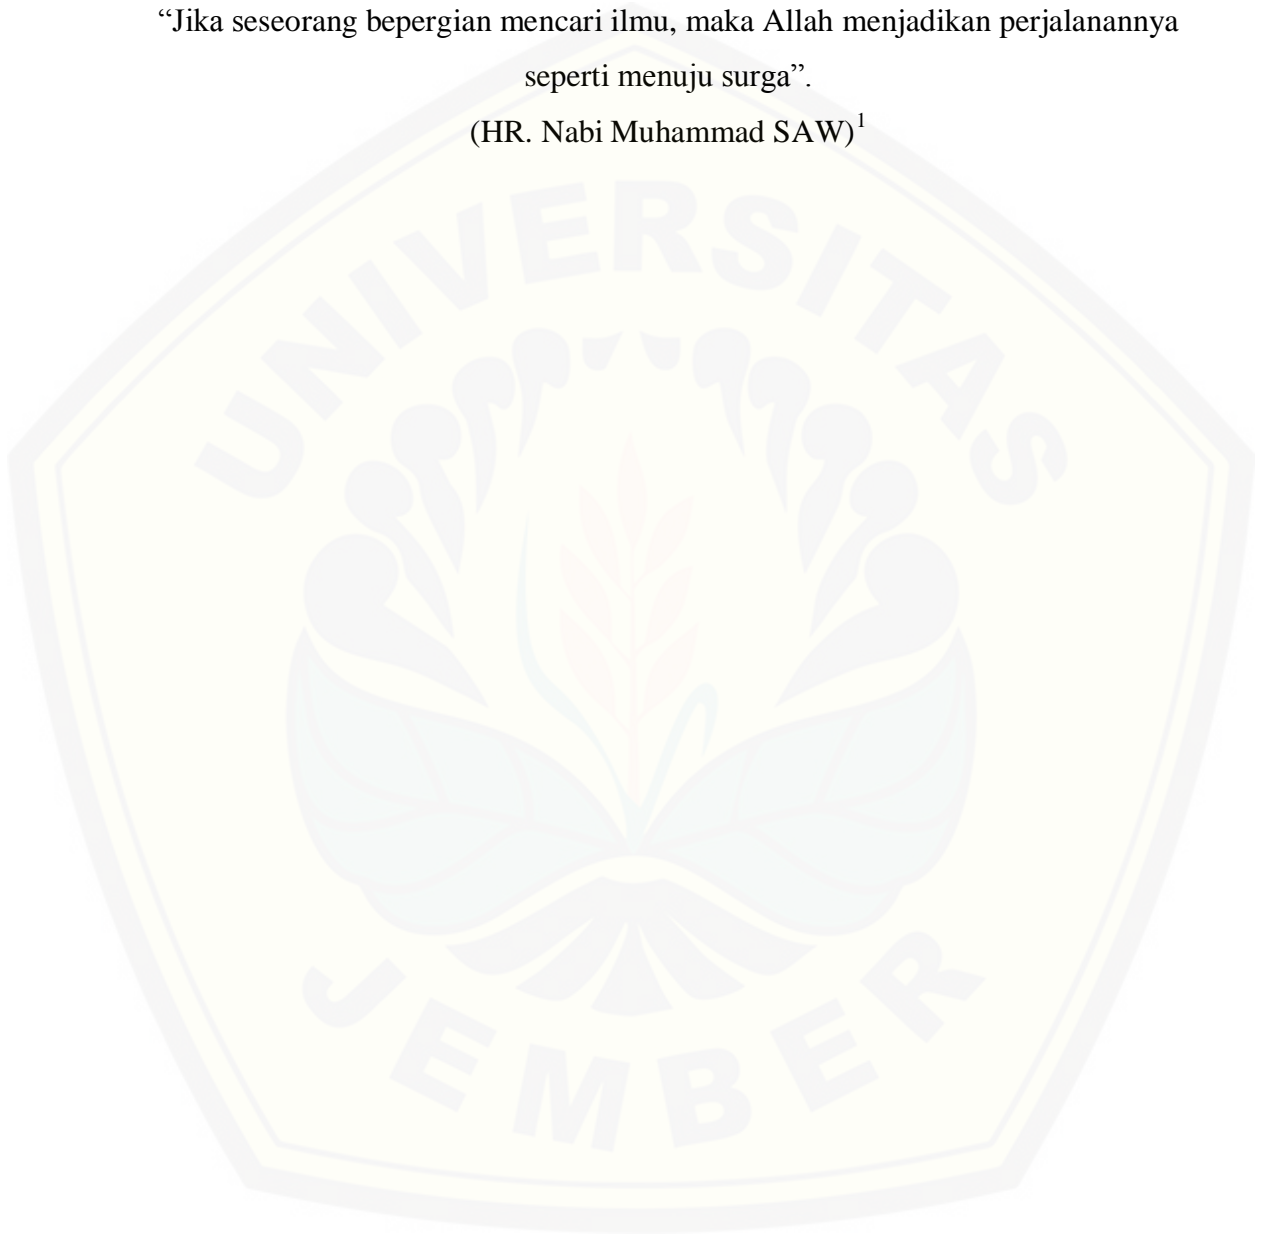 “Jika seseorang bepergian mencari ilmu, maka Allah menjadikan perjalanannya
seperti menuju surga”.
(HR. Nabi Muhammad SAW)1
UNIVERSITAS
JEMBER